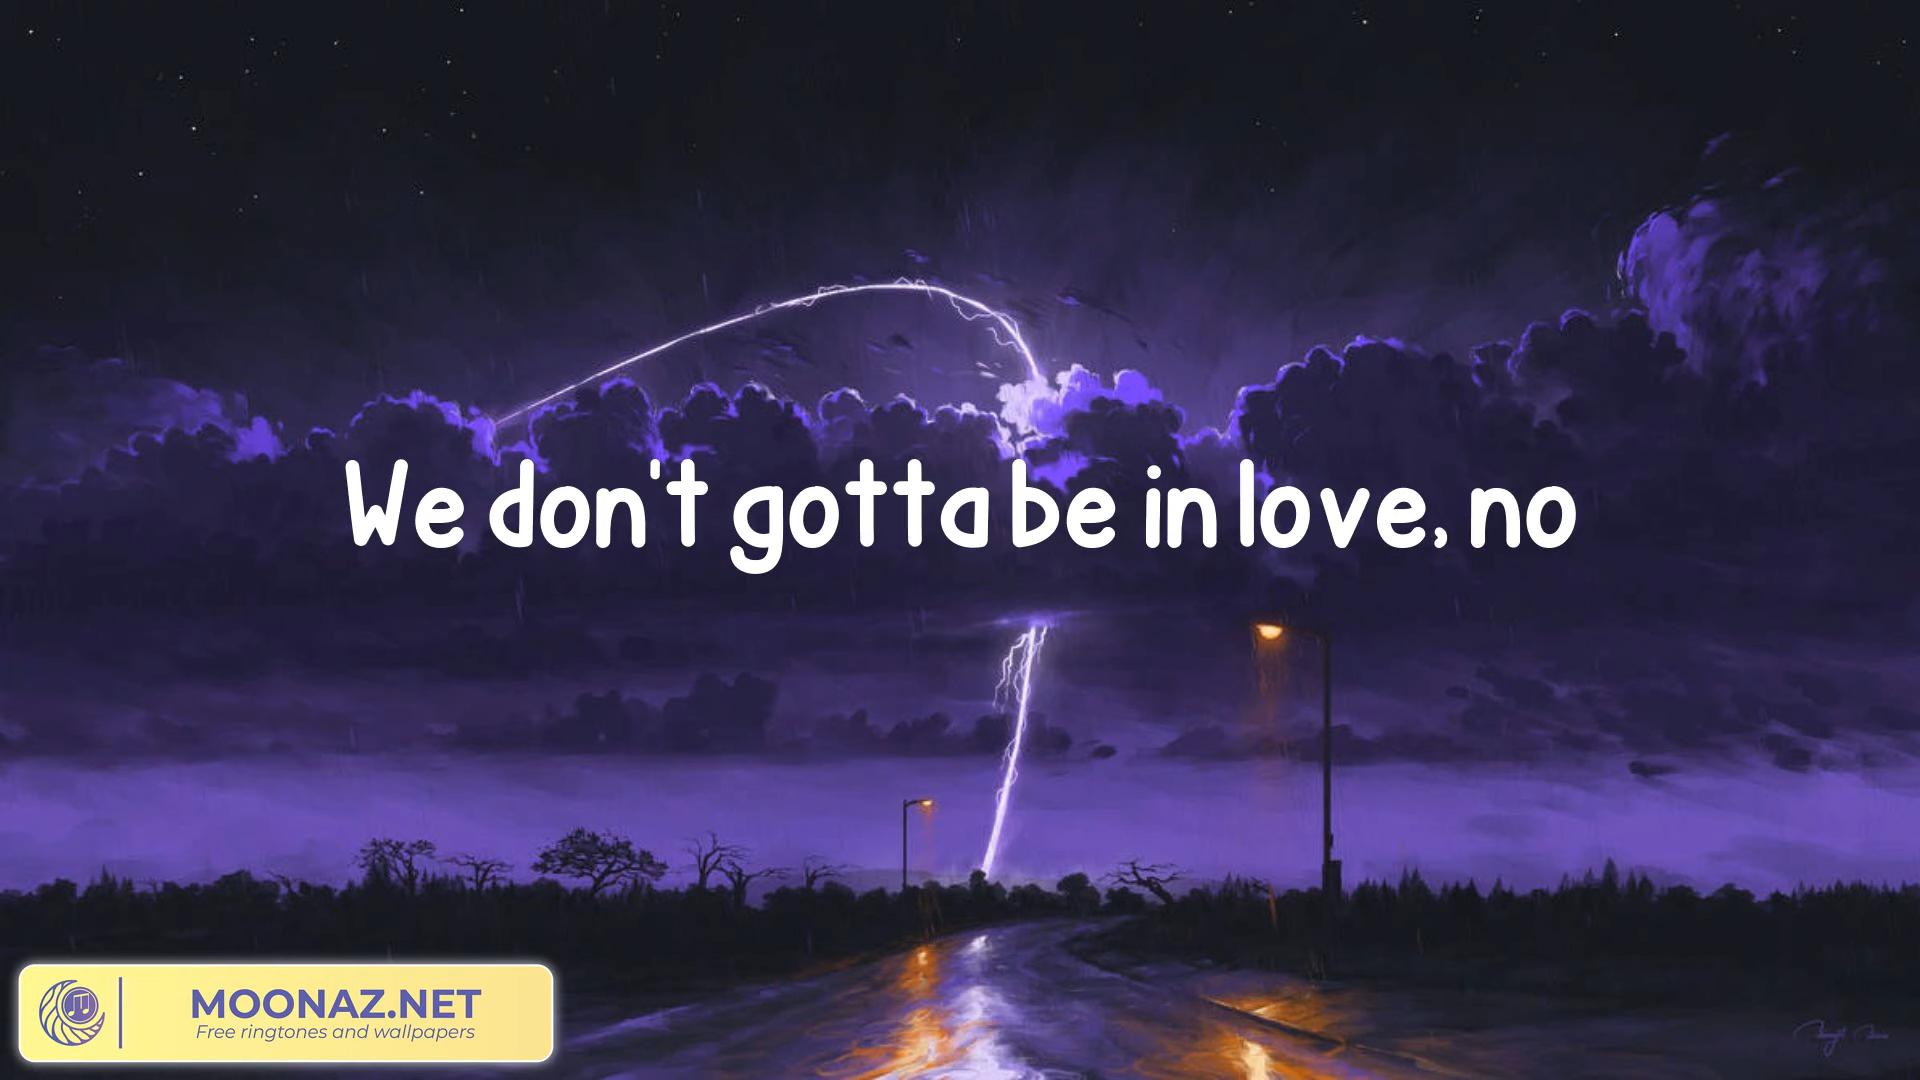 We don't gotta be in love, no
MOONAZ.NET
Free ringtones and wallpapers